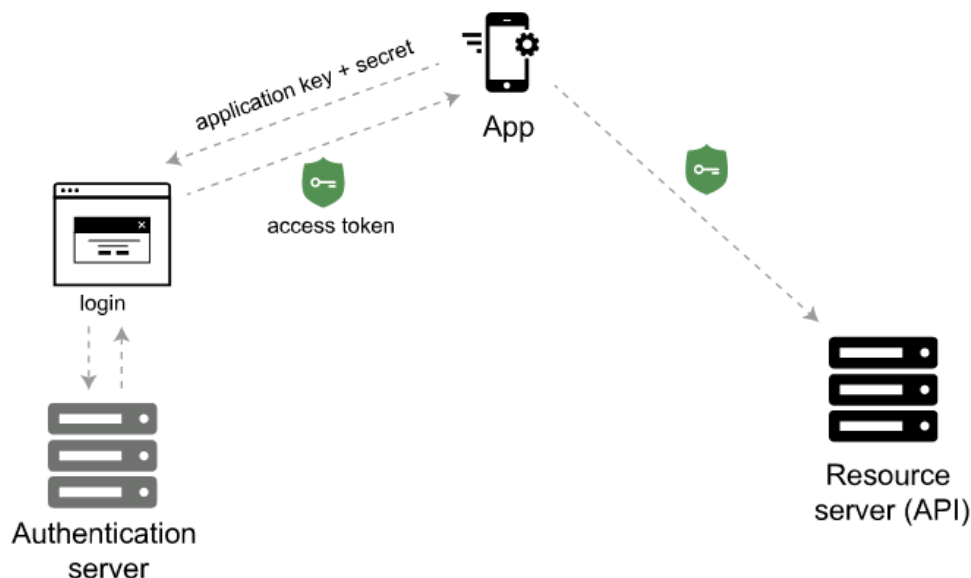 application key + secret
App
access token
login
Resource
server (API)
Authentication
server